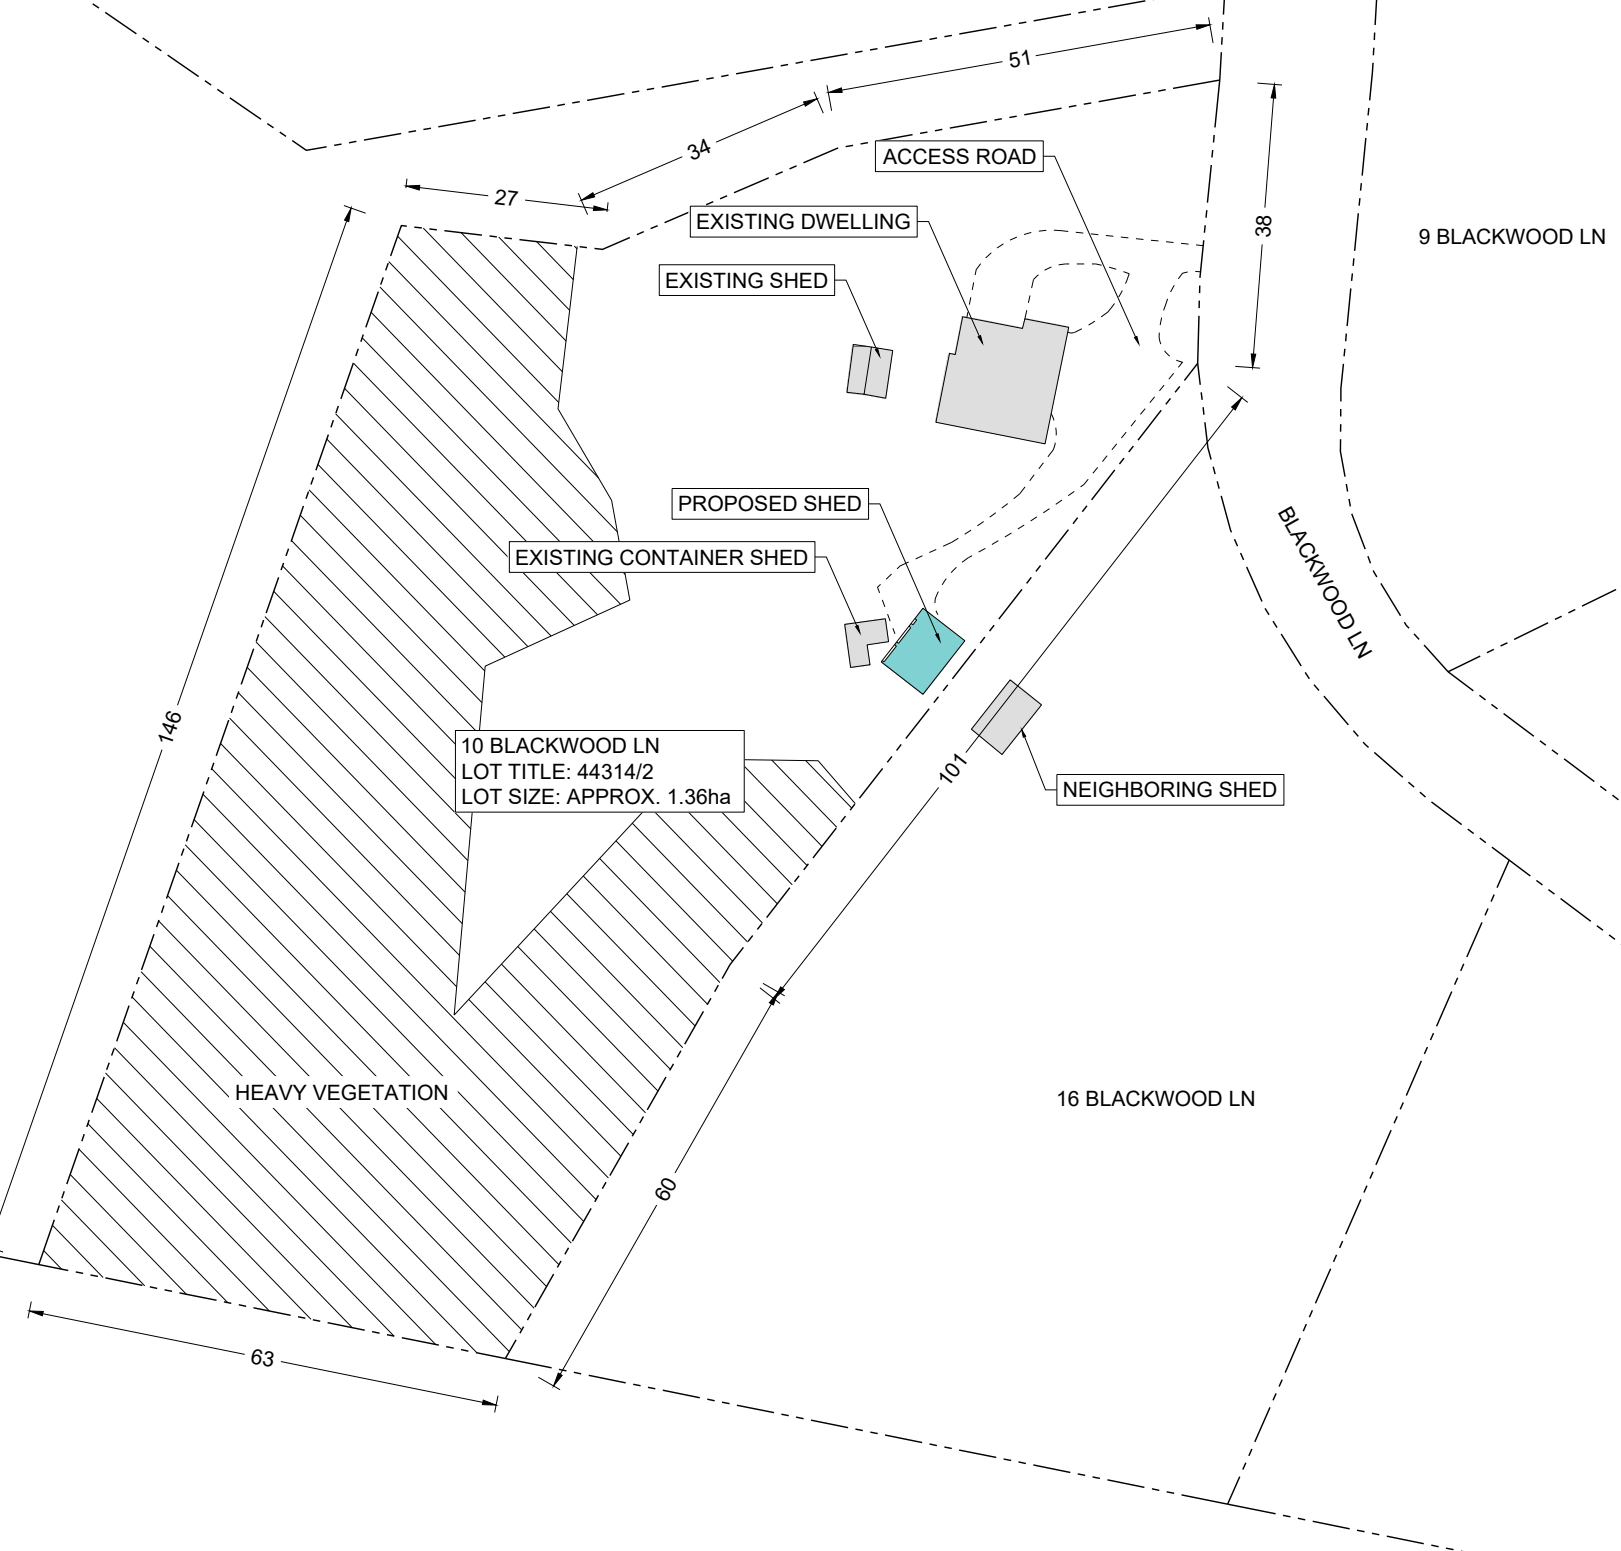 51
34
ACCESS ROAD
27
EXISTING DWELLING
38
9 BLACKWOOD LN
EXISTING SHED
PROPOSED SHED
EXISTING CONTAINER SHED
BLACKWOOD LN
146
10 BLACKWOOD LN
LOT TITLE: 44314/2
LOT SIZE: APPROX. 1.36ha
101
NEIGHBORING SHED
HEAVY VEGETATION
16 BLACKWOOD LN
60
63